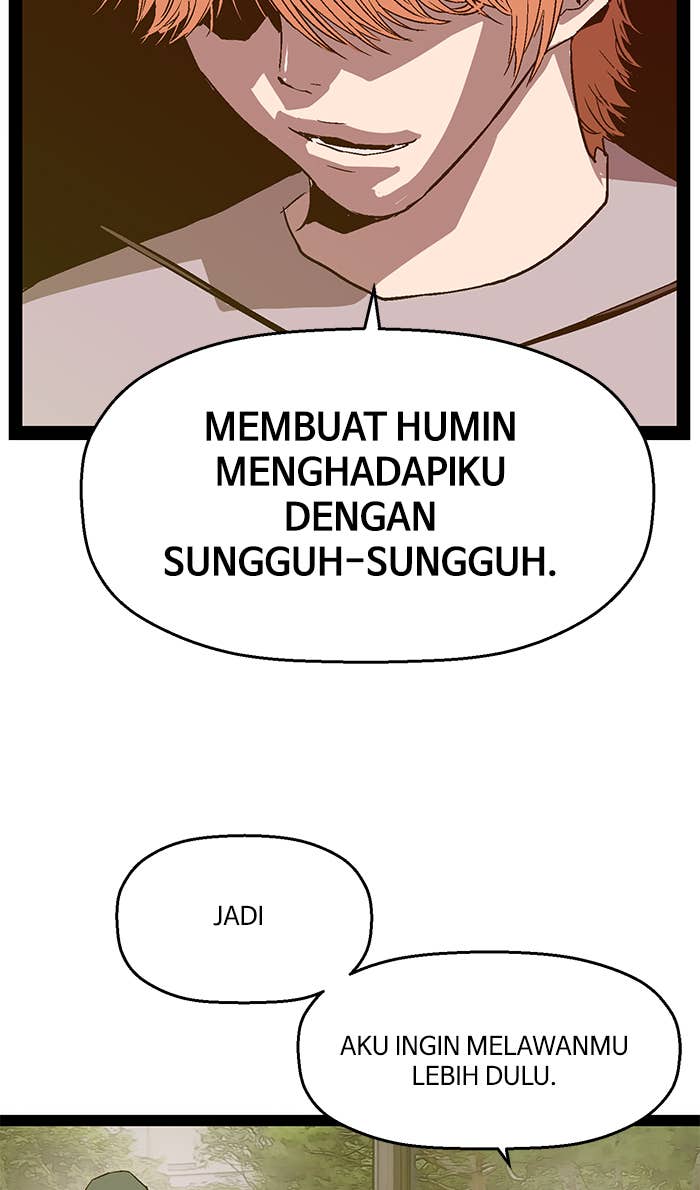 MEMBUAT HUMIN
MENGHADAPIKU
DENGAN
SUNGGUH-SUNGGUH.
JADI
AKU INGIN MELAWANMU
LEBIH DULU.